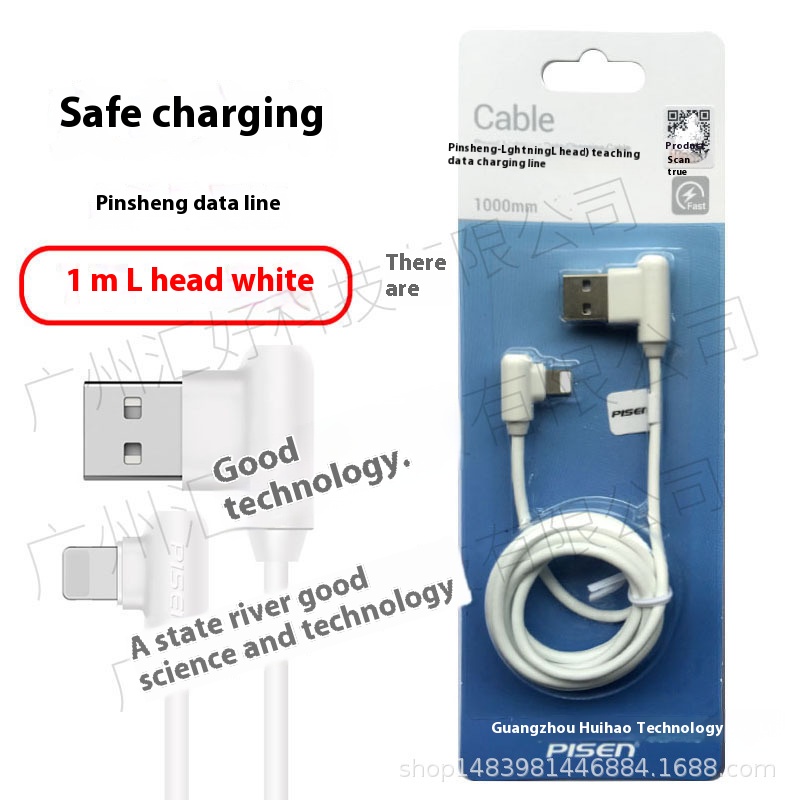 Safe charging
Pinsheng data line
1 m L head white
There
are
Good
technology.
A state river good
science and technology
PISEN
Cable
Pinsheng-LghtningL head) teaching
data charging line
1000mm
Product
Scan
true
Fast
PISEN
Guangzhou Huihao Technology
PISEN
广州汇好科技有限公司
shop1483981446884.1688.com